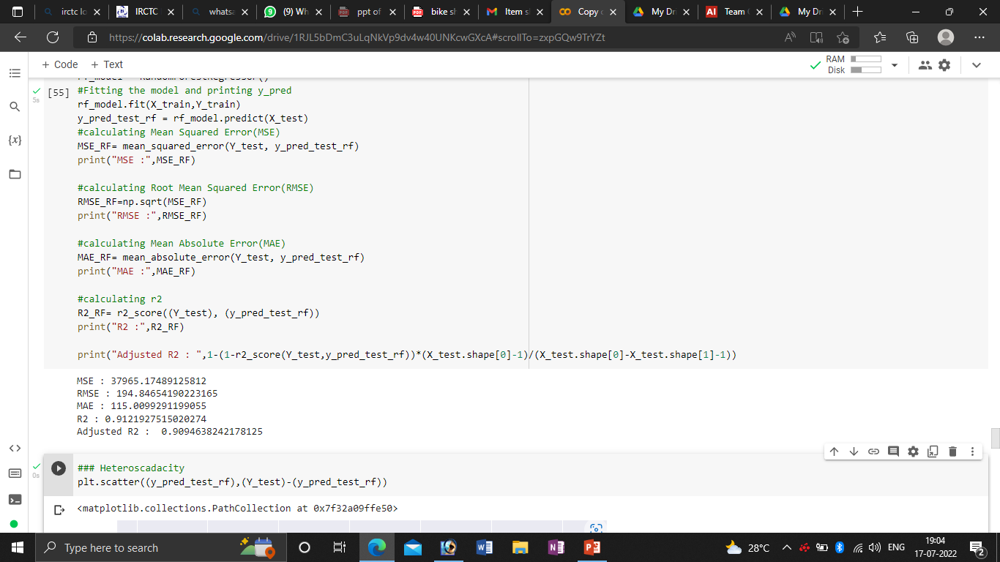 irctc lo
IRCTC
whatsa
(9) Wh
ppt of
bike sh
Item s
Copy o
My Dr
Team
My Dr
https://colab.research.google.com/drive/1RJL5bDmC3uLqNkVp9dv4w40UNKcwGXcA#scrollTo=zxpGQw9TrYZt
+ Code + Text
RAM
Disk
rf_model = RandomForestRegressor()
[55] #Fitting the model and printing y_pred
5s
rf_model.fit(X_train,Y_train)
y_pred_test_rf = rf_model.predict(X_test)
#calculating Mean Squared Error(MSE)
MSE_RF= mean_squared_error(Y_test, y_pred_test_rf)
print("MSE :",MSE_RF)
#calculating Root Mean Squared Error(RMSE)
RMSE_RF=np.sqrt(MSE_RF)
print("RMSE :",RMSE_RF)
#calculating Mean Absolute Error(MAE)
MAE_RF= mean_absolute_error(Y_test, y_pred_test_rf)
print("MAE :",MAE_RF)
#calculating r2
R2_RF= r2_score((Y_test), (y_pred_test_rf))
print("R2 :",R2_RF)
print("Adjusted R2 : ",1-(1-r2_score(Y_test,y_pred_test_rf))*(X_test.shape[0]-1)/(X_test.shape[0]-X_test.shape[1]-1))
MSE : 37965.17489125812
RMSE : 194.84654190223165
MAE : 115.0099291199055
R2 : 0.9121927515020274
Adjusted R2 :  0.9094638242178125
0s
### Heteroscadacity
plt.scatter((y_pred_test_rf),(Y_test)-(y_pred_test_rf))
<matplotlib.collections.PathCollection at 0x7f32a09ffe50>
Type here to search
28°C
ENG
19:04
17-07-2022
2